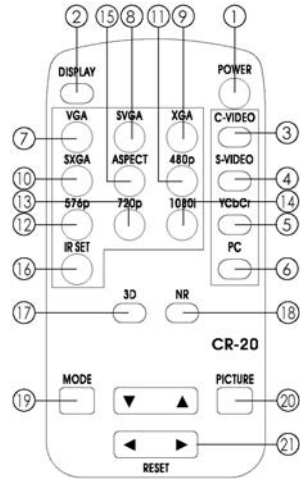 ② ⑮ ⑧ ⑪ ⑨ ①
DISPLAY POWER
VGA SVGA XGA C-VIDEO
⑦ ③
SXGA ASPECT 480p S-VIDEO
⑩ ④
⑬ 576p 720p 1080i YCbCr ⑭
⑫ ⑤
IR SET PC
⑯ ⑥
3D NR
⑰ ⑱
CR-20
MODE PICTURE
⑲ ▼ ▲ ⑳
◄ ► ㉑
RESET